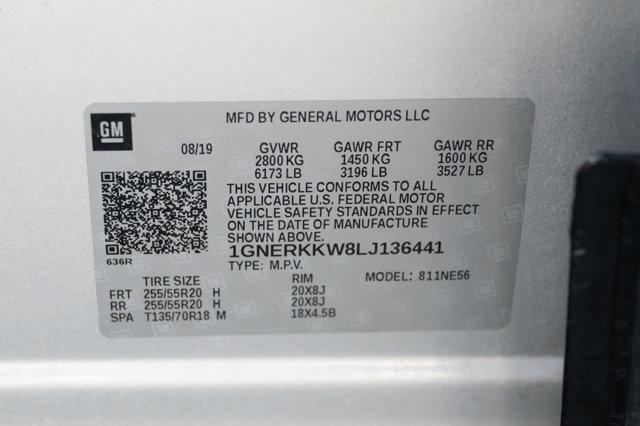 GM
MFD BY GENERAL MOTORS LLC
08/19 GVWR GAWR FRT GAWR RR
2800 KG 1450 KG 1600 KG
6173 LB 3196 LB 3527 LB
THIS VEHICLE CONFORMS TO ALL
APPLICABLE U.S. FEDERAL MOTOR
VEHICLE SAFETY STANDARDS IN EFFECT
ON THE DATE OF MANUFACTURE
SHOWN ABOVE.
636R
1GNERKKW8LJ136441
TYPE: M.P.V.
TIRE SIZE RIM MODEL: 811NE56
FRT 255/55R20 H 20X8J
RR 255/55R20 H 20X8J
SPA T135/70R18 M 18X4.5B